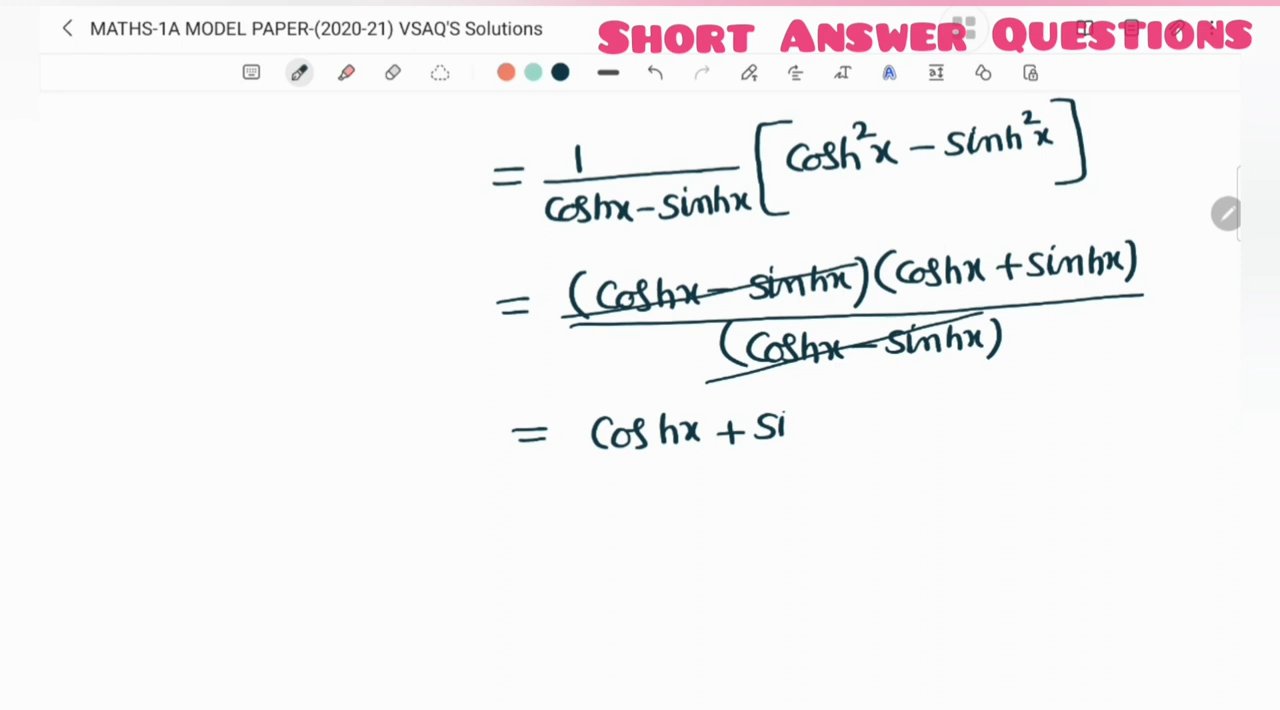 SHORT ANSWER QUESTIONS
MATHS-1A MODEL PAPER-(2020-21) VSAQ'S Solutions
= 1/(coshx - sinhx) [cosh²x - sinh²x]
= (coshx - sinhx)(coshx + sinhx)/(coshx - sinhx)
= coshx + si